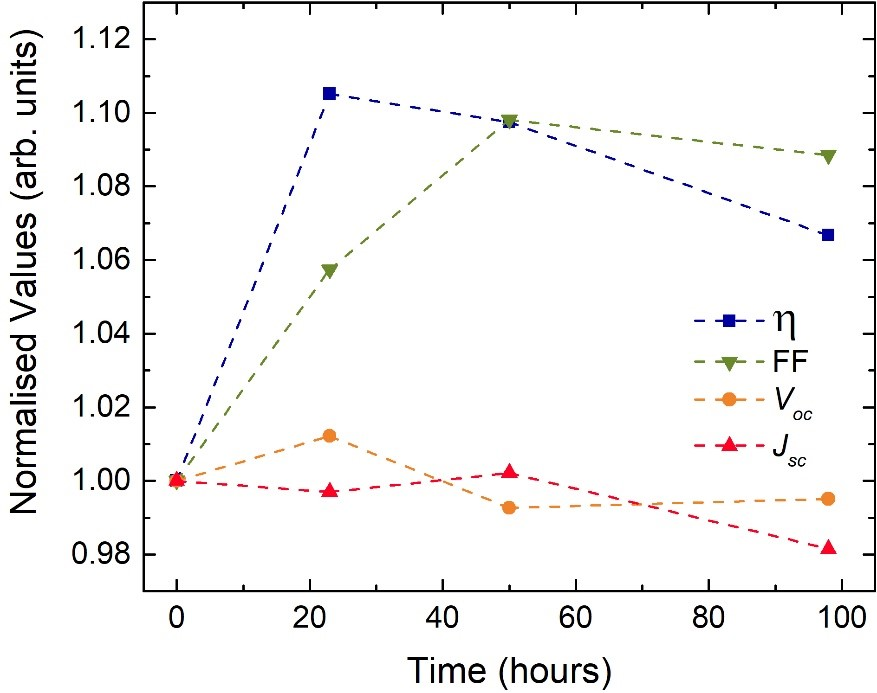 Normalised Values (arb. units)
1.12
1.10
1.08
1.06
1.04
1.02
1.00
0.98
η
FF
Voc
Jsc
0
20
40
60
80
100
Time (hours)